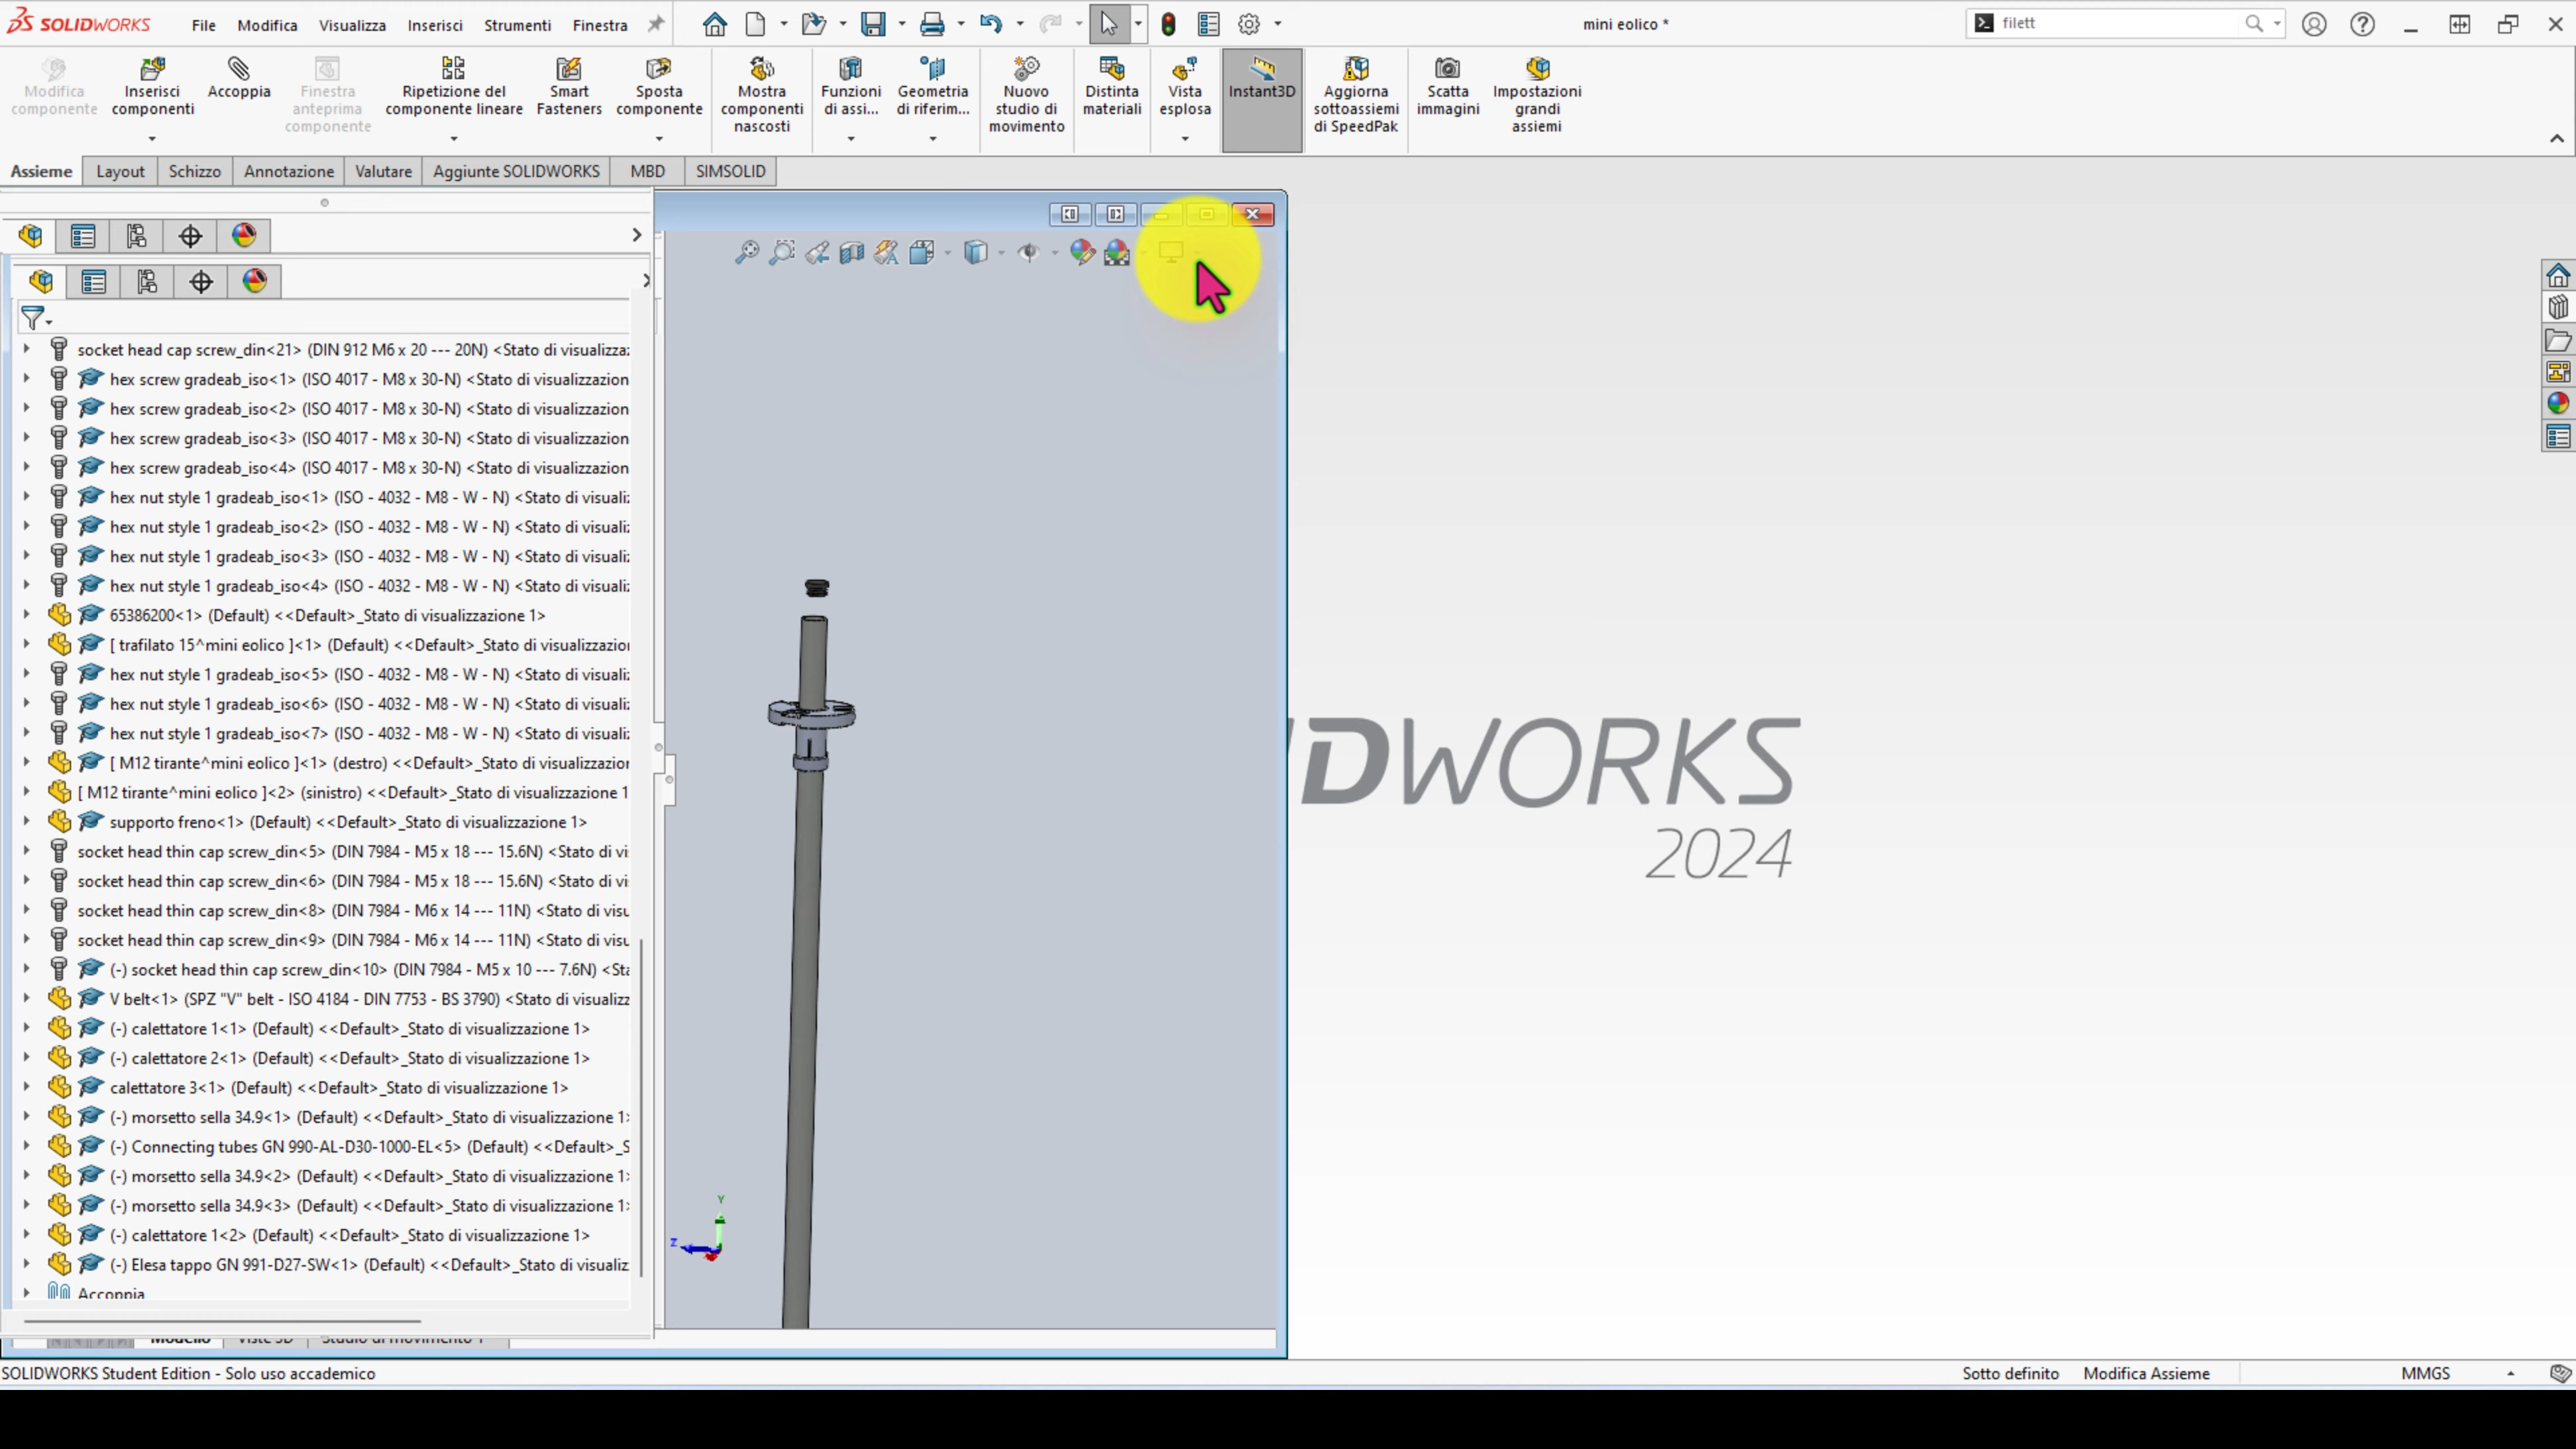 SOLIDWORKS File Modifica Visualizza Inserisci Strumenti Finestra mini eolico * filett
Modifica componente
Inserisci componenti
Accoppia
Finestra anteprima componente
Ripetizione del componente lineare
Smart Fasteners
Sposta componente
Mostra componenti nascosti
Funzioni di assi...
Geometria di riferim...
Nuovo studio di movimento
Distinta materiali
Vista esplosa
Instant3D
Aggiorna sottoassiemi di SpeedPak
Scatta immagini
Impostazioni grandi assiemi
Assieme Layout Schizzo Annotazione Valutare Aggiunte SOLIDWORKS MBD SIMSOLID
socket head cap screw_din<21> (DIN 912 M6 x 20 --- 20N) <Stato di visualizza
hex screw gradeab_iso<1> (ISO 4017 - M8 x 30-N) <Stato di visualizzazion
hex screw gradeab_iso<2> (ISO 4017 - M8 x 30-N) <Stato di visualizzazion
hex screw gradeab_iso<3> (ISO 4017 - M8 x 30-N) <Stato di visualizzazion
hex screw gradeab_iso<4> (ISO 4017 - M8 x 30-N) <Stato di visualizzazion
hex nut style 1 gradeab_iso<1> (ISO - 4032 - M8 - W - N) <Stato di visuali
hex nut style 1 gradeab_iso<2> (ISO - 4032 - M8 - W - N) <Stato di visuali
hex nut style 1 gradeab_iso<3> (ISO - 4032 - M8 - W - N) <Stato di visuali
hex nut style 1 gradeab_iso<4> (ISO - 4032 - M8 - W - N) <Stato di visuali
65386200<1> (Default) <<Default>_Stato di visualizzazione 1>
[ trafilato 15^mini eolico ]<1> (Default) <<Default>_Stato di visualizzazio
hex nut style 1 gradeab_iso<5> (ISO - 4032 - M8 - W - N) <Stato di visuali
hex nut style 1 gradeab_iso<6> (ISO - 4032 - M8 - W - N) <Stato di visuali
hex nut style 1 gradeab_iso<7> (ISO - 4032 - M8 - W - N) <Stato di visuali
[ M12 tirante^mini eolico ]<1> (destro) <<Default>_Stato di visualizzazior
[ M12 tirante^mini eolico ]<2> (sinistro) <<Default>_Stato di visualizzazione 1
supporto freno<1> (Default) <<Default>_Stato di visualizzazione 1>
socket head thin cap screw_din<5> (DIN 7984 - M5 x 18 --- 15.6N) <Stato di vi
socket head thin cap screw_din<6> (DIN 7984 - M5 x 18 --- 15.6N) <Stato di vi
socket head thin cap screw_din<8> (DIN 7984 - M6 x 14 --- 11N) <Stato di visu
socket head thin cap screw_din<9> (DIN 7984 - M6 x 14 --- 11N) <Stato di visu
(-) socket head thin cap screw_din<10> (DIN 7984 - M5 x 10 --- 7.6N) <Sta
V belt<1> (SPZ "V" belt - ISO 4184 - DIN 7753 - BS 3790) <Stato di visualizz
(-) calettatore 1<1> (Default) <<Default>_Stato di visualizzazione 1>
(-) calettatore 2<1> (Default) <<Default>_Stato di visualizzazione 1>
calettatore 3<1> (Default) <<Default>_Stato di visualizzazione 1>
(-) morsetto sella 34.9<1> (Default) <<Default>_Stato di visualizzazione 1>
(-) Connecting tubes GN 990-AL-D30-1000-EL<5> (Default) <<Default>_S
(-) morsetto sella 34.9<2> (Default) <<Default>_Stato di visualizzazione 1>
(-) morsetto sella 34.9<3> (Default) <<Default>_Stato di visualizzazione 1>
(-) calettatore 1<2> (Default) <<Default>_Stato di visualizzazione 1>
(-) Elesa tappo GN 991-D27-SW<1> (Default) <<Default>_Stato di visualiz
Accoppia
Modello Viste 3D Studio di movimento 1
Y
Z
IDWORKS
2024
SOLIDWORKS Student Edition - Solo uso accademico Sotto definito Modifica Assieme MMGS